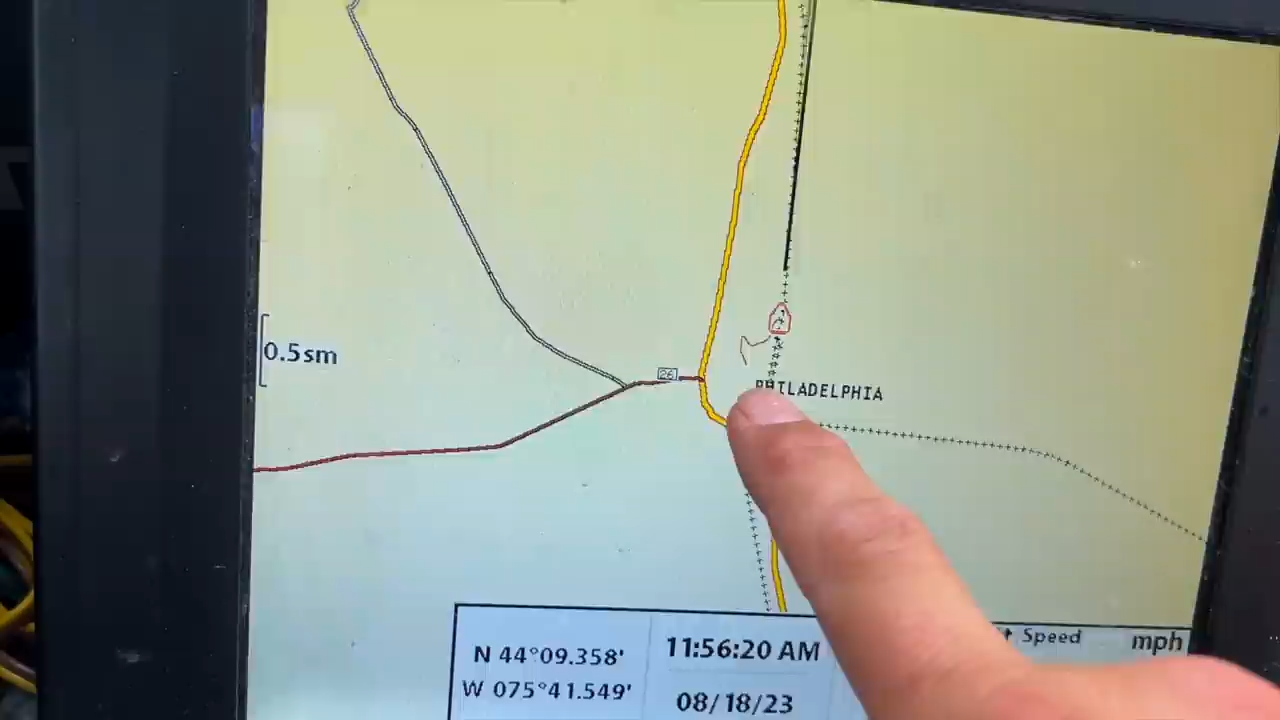 0.5sm
26
PHILADELPHIA
N 44°09.358'
W 075°41.549'
11:56:20 AM
08/18/23
Speed
mph